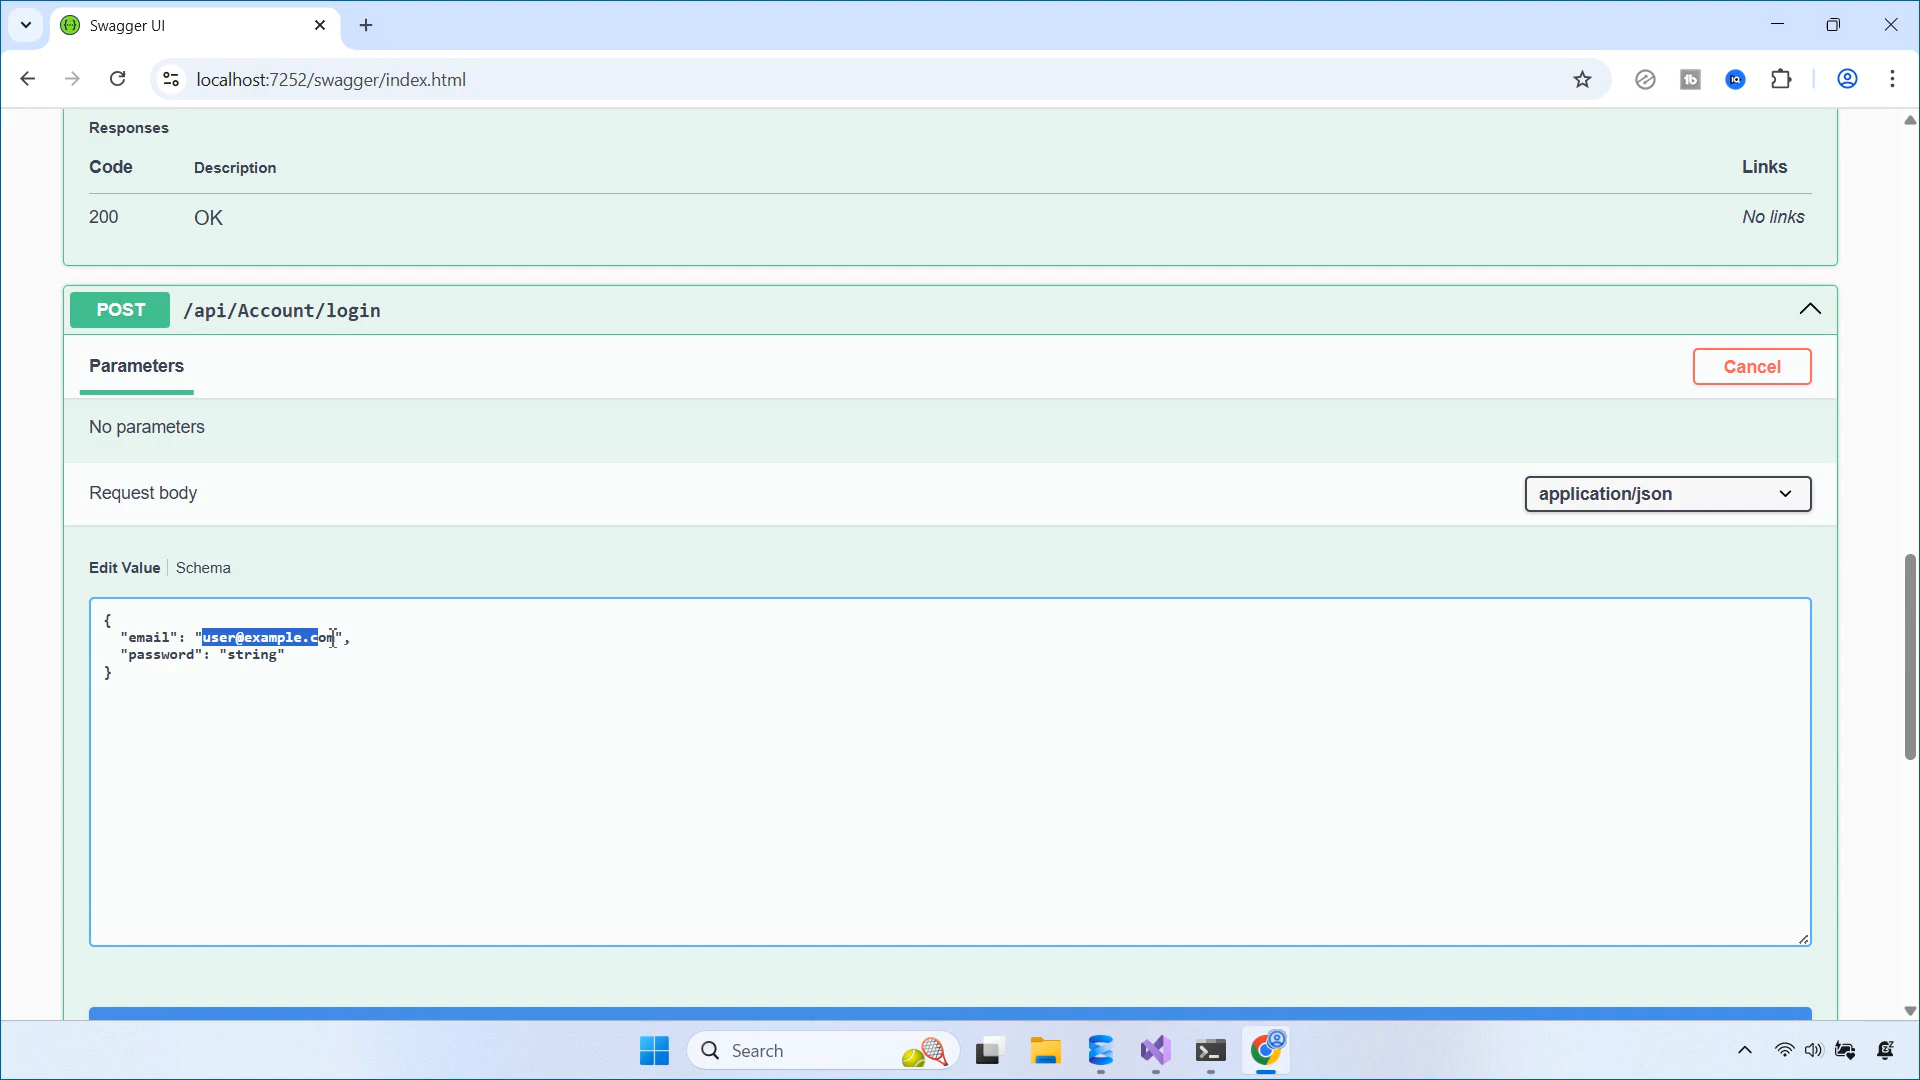 Swagger UI
localhost:7252/swagger/index.html
Responses
Code Description Links
200 OK No links
POST /api/Account/login
Parameters Cancel
No parameters
Request body application/json
Edit Value Schema
{
"email": "user@example.com",
"password": "string"
}
Search